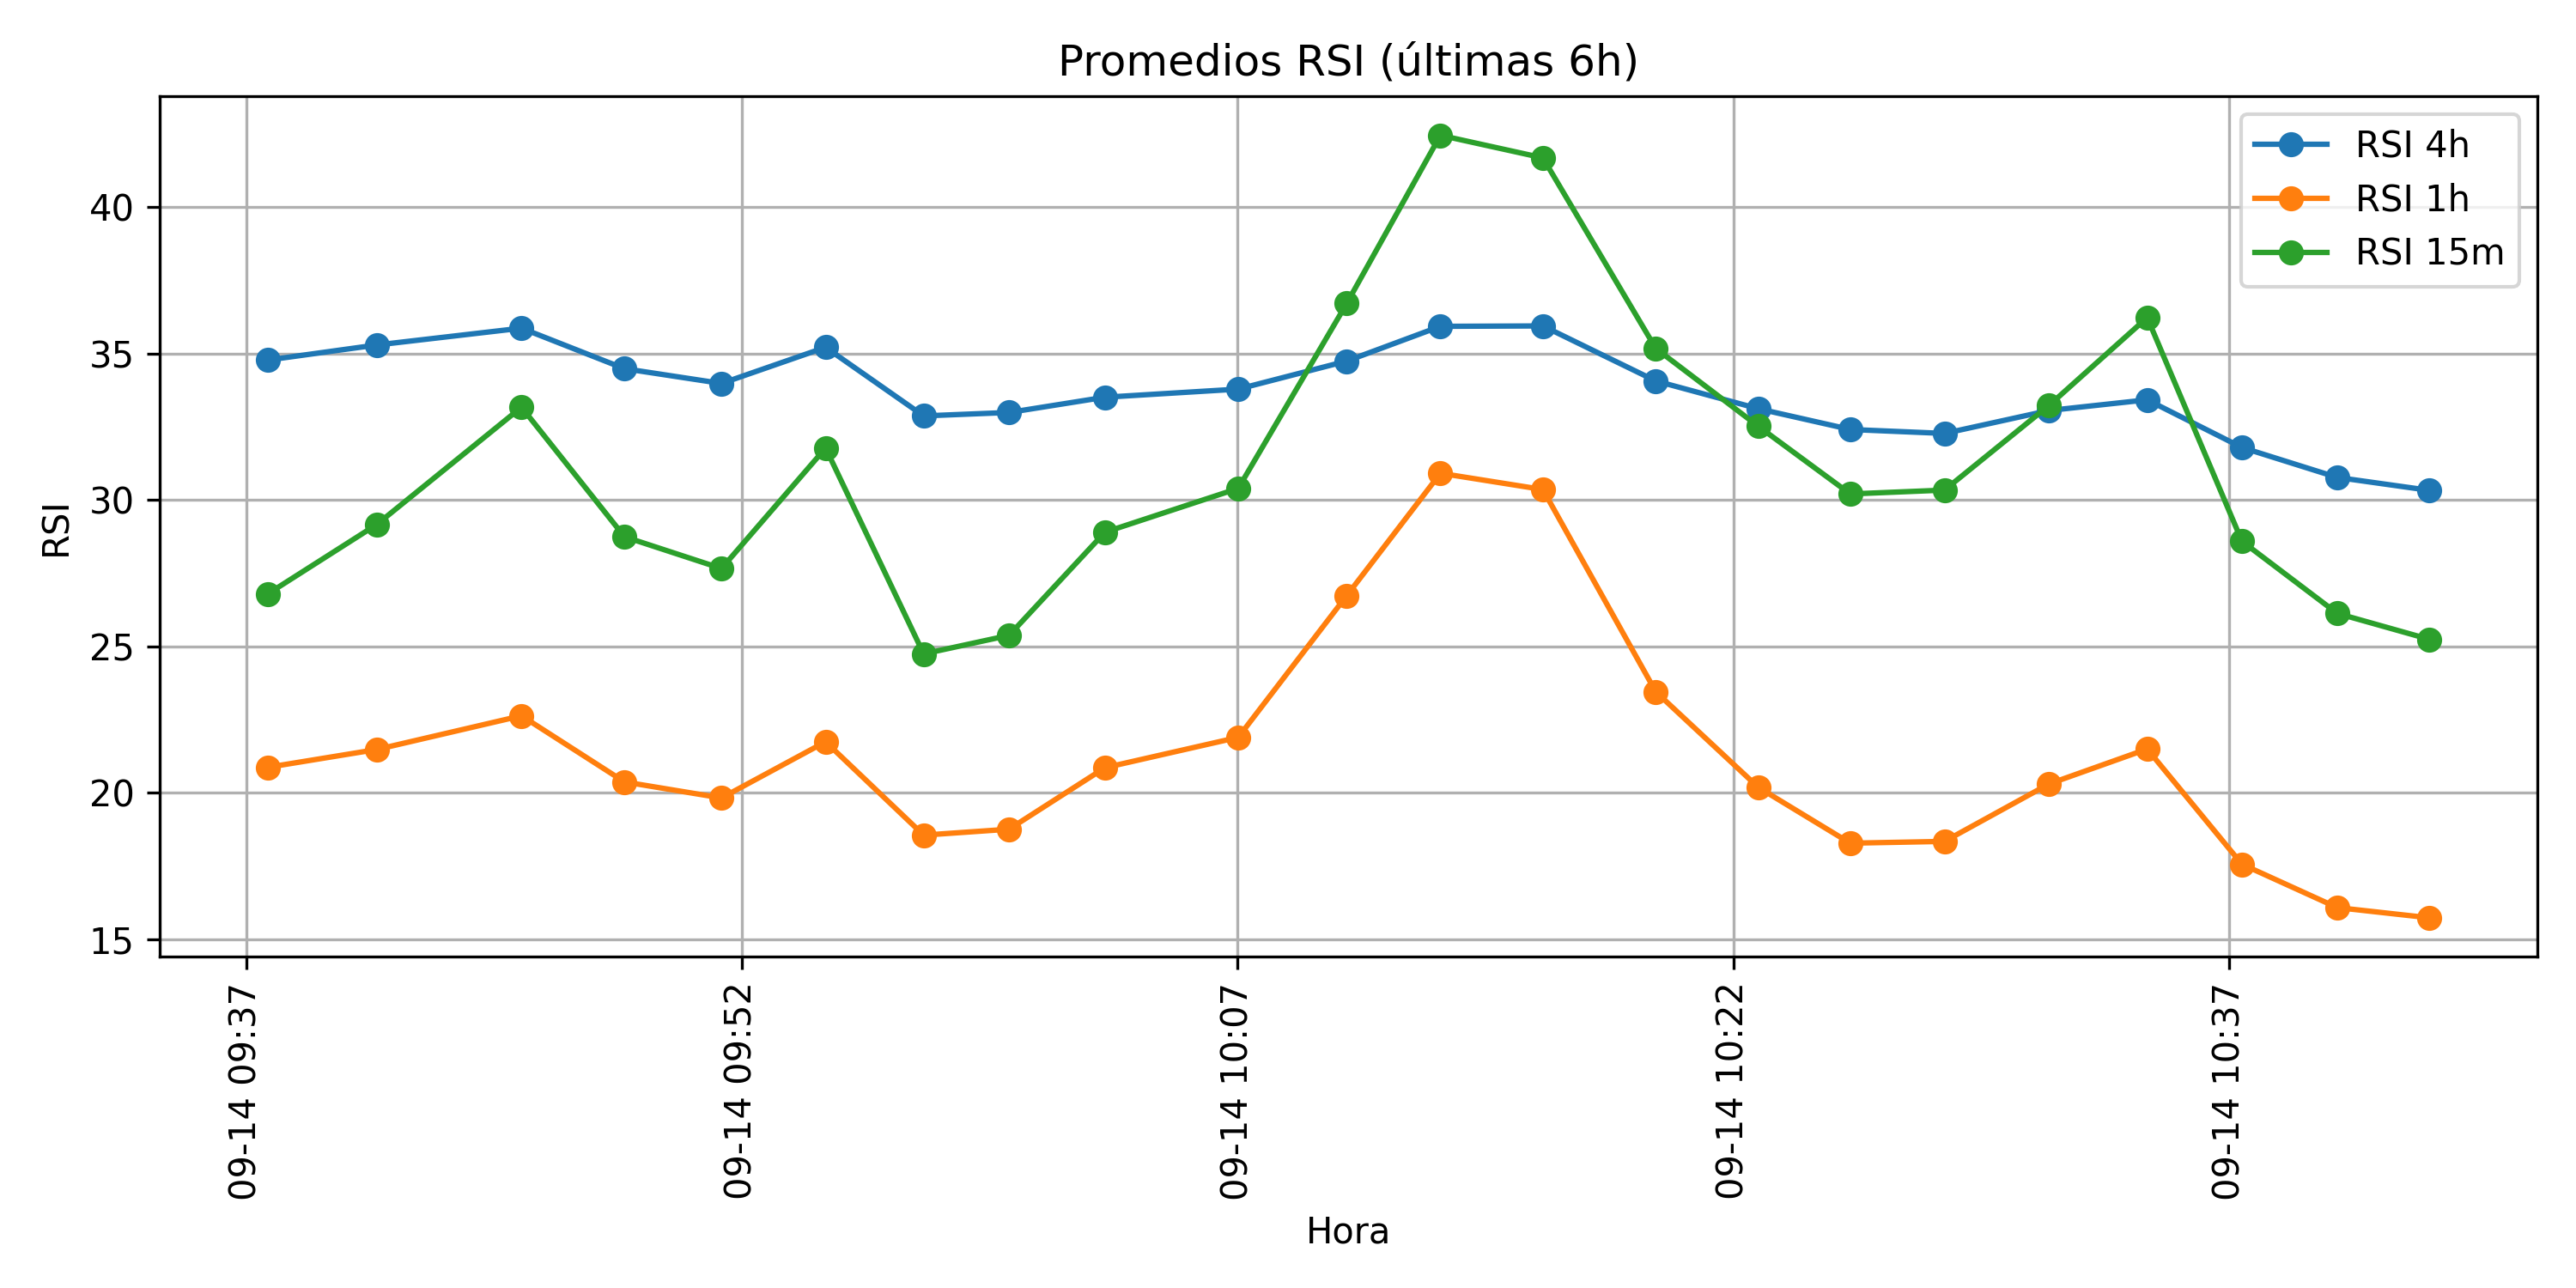 Promedios RSI (últimas 6h)
RSI 4h
RSI 1h
RSI 15m
RSI
40
35
30
25
20
15
09-14 09:37
09-14 09:52
09-14 10:07
09-14 10:22
09-14 10:37
Hora